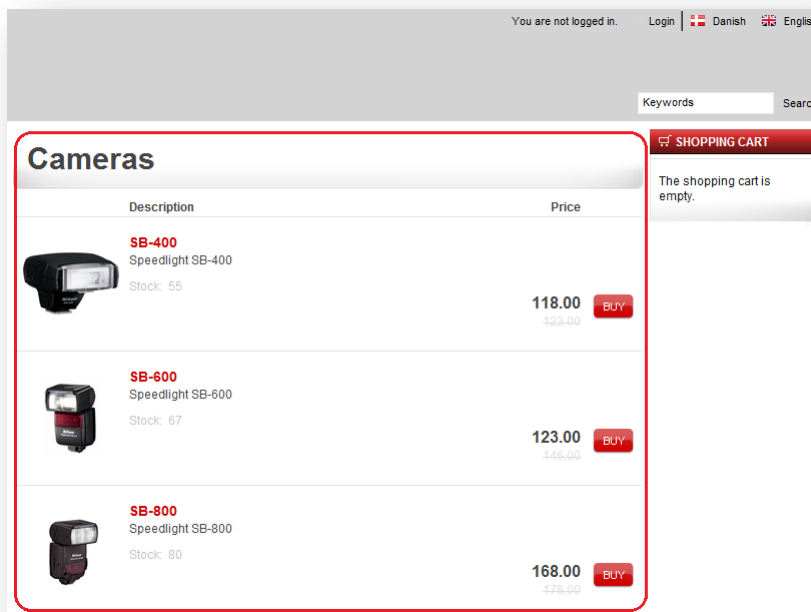 You are not logged in. Login Danish Englis
Keywords Searc
Cameras
SHOPPING CART
The shopping cart is
empty.
Description Price
SB-400
Speedlight SB-400
Stock: 55
118.00 BUY
123.00
SB-600
Speedlight SB-600
Stock: 67
123.00 BUY
146.00
SB-800
Speedlight SB-800
Stock: 80
168.00 BUY
178.00